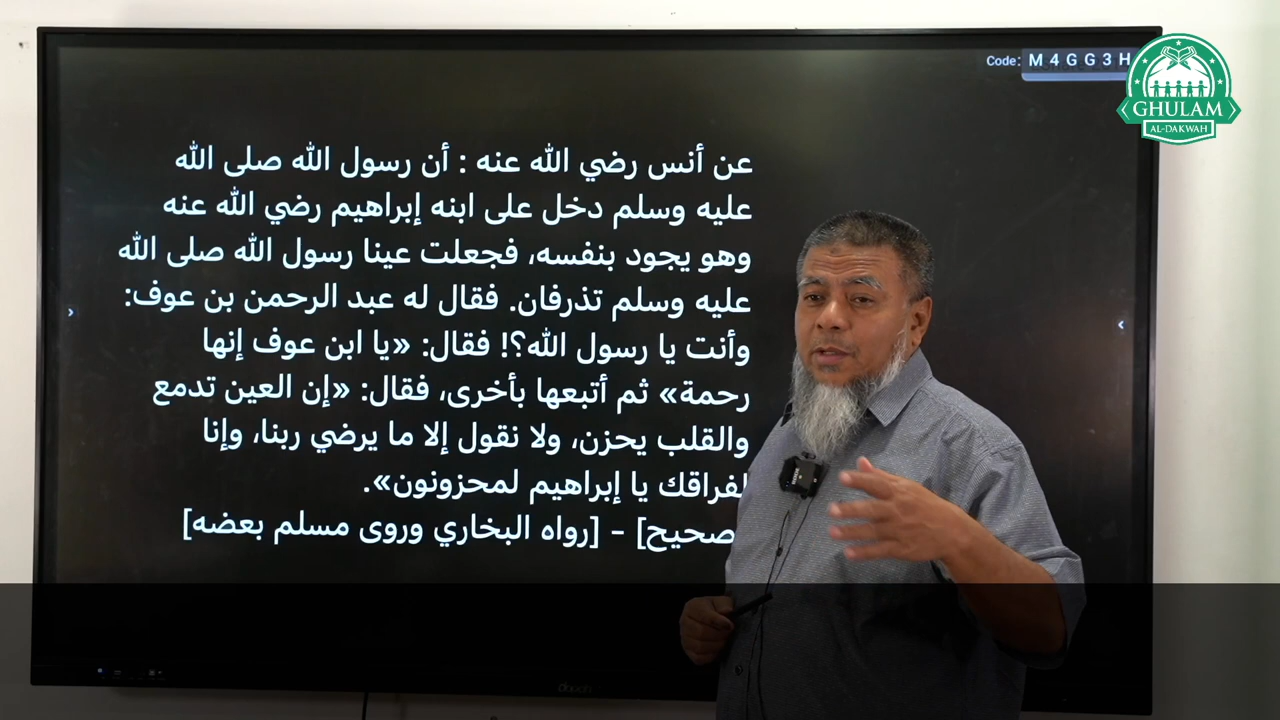 Code: M 4 G G 3 H
GHULAM
AL-DAKWAH
عن أنس رضي الله عنه : أن رسول الله صلى الله
عليه وسلم دخل على ابنه إبراهيم رضي الله عنه
وهو يجود بنفسه، فجعلت عينا رسول الله صلى الله
عليه وسلم تذرفان. فقال له عبد الرحمن بن عوف:
وأنت يا رسول الله؟! فقال: «يا ابن عوف إنها
رحمة» ثم أتبعها بأخرى، فقال: «إن العين تدمع
والقلب يحزن، ولا نقول إلا ما يرضي ربنا، وإنا
لفراقك يا إبراهيم لمحزونون».
صحيح] – [رواه البخاري وروى مسلم بعضه]